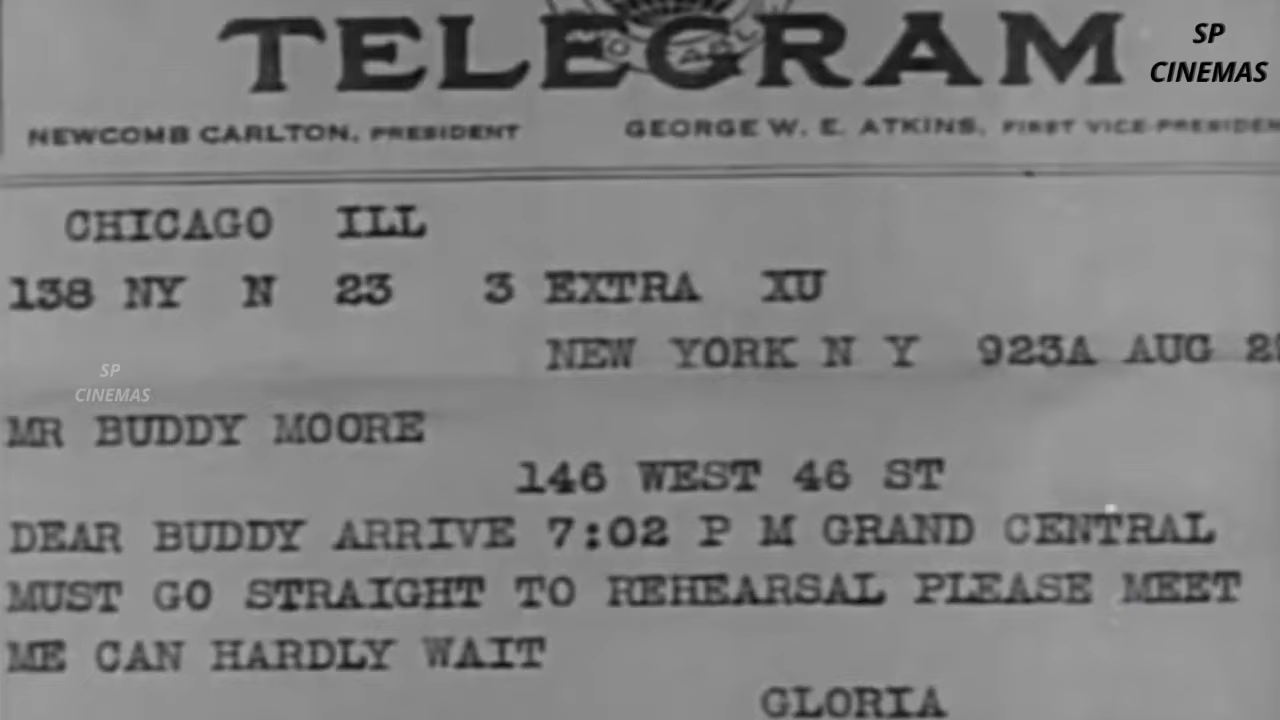 TELEGRAM
SP
CINEMAS
NEWCOMB CARLTON, PRESIDENT GEORGE W. E. ATKINS, FIRST VICE-PRESIDEN
CHICAGO ILL
138 NY N 23 3 EXTRA XU
NEW YORK N Y 923A AUG
SP
CINEMAS
MR BUDDY MOORE
146 WEST 46 ST
DEAR BUDDY ARRIVE 7:02 P M GRAND CENTRAL
MUST GO STRAIGHT TO REHEARSAL PLEASE MEET
ME CAN HARDLY WAIT
GLORIA